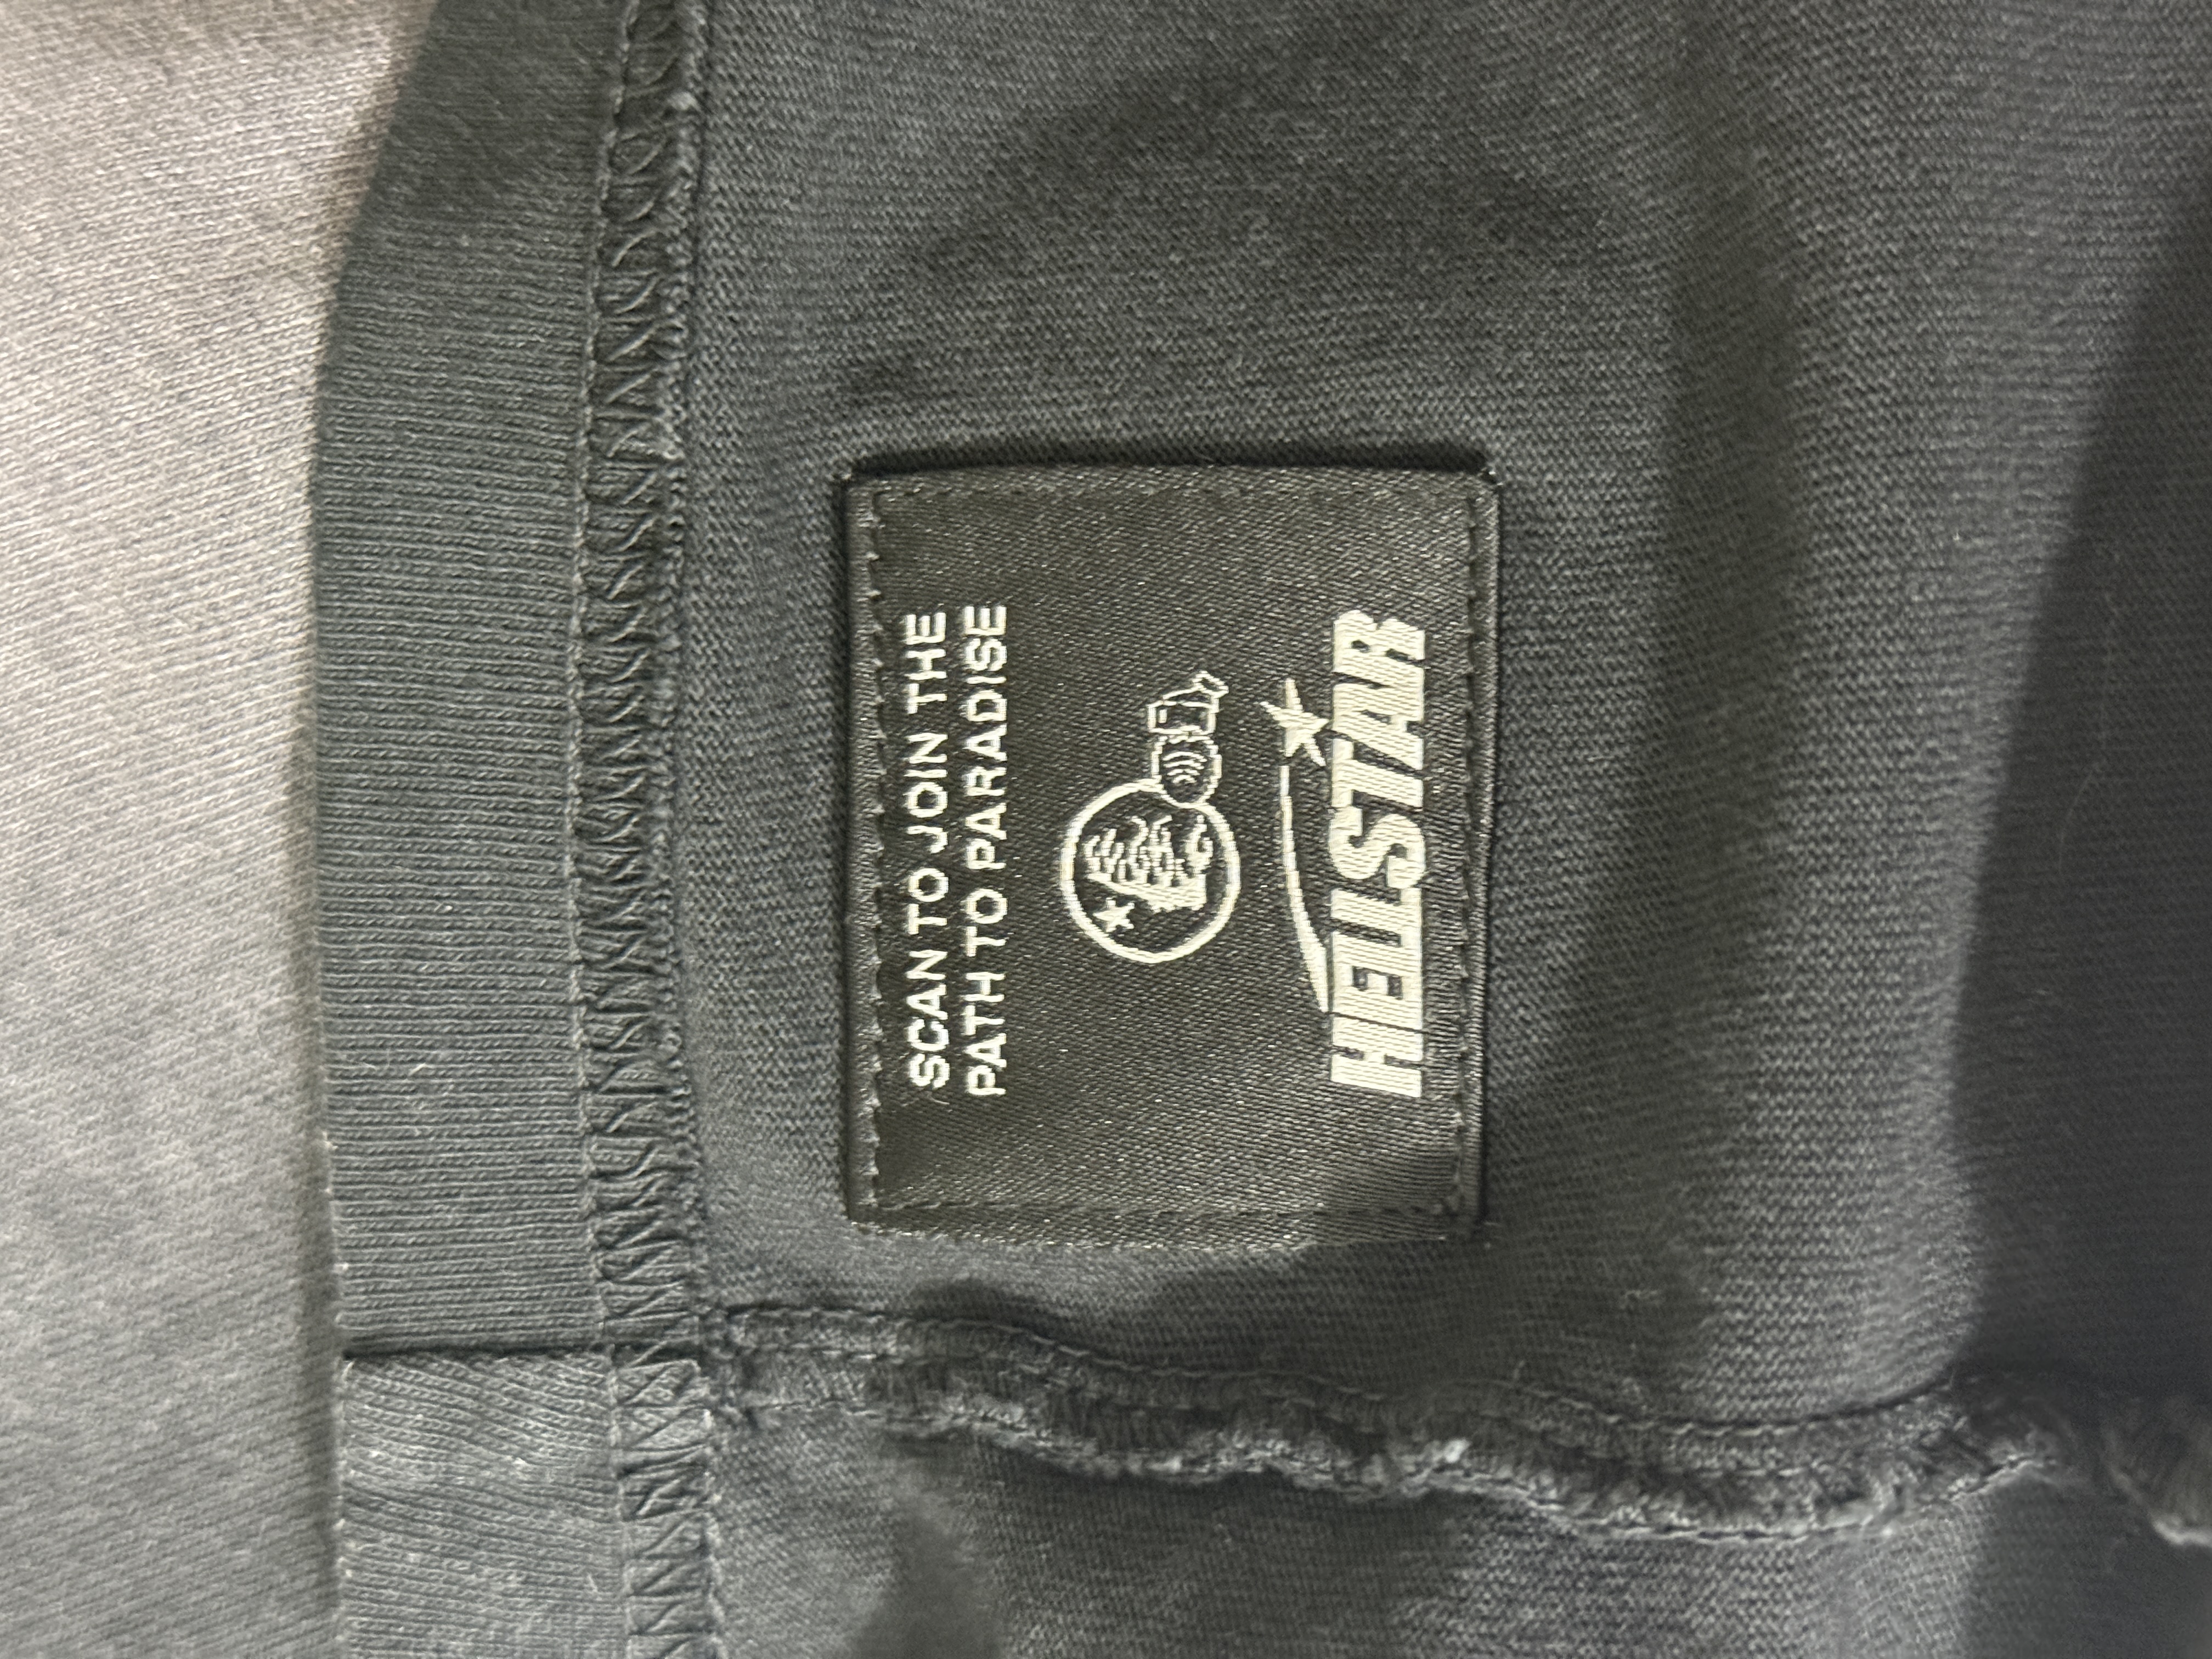 SCAN TO JOIN THE
PATH TO PARADISE
HELLSTAR